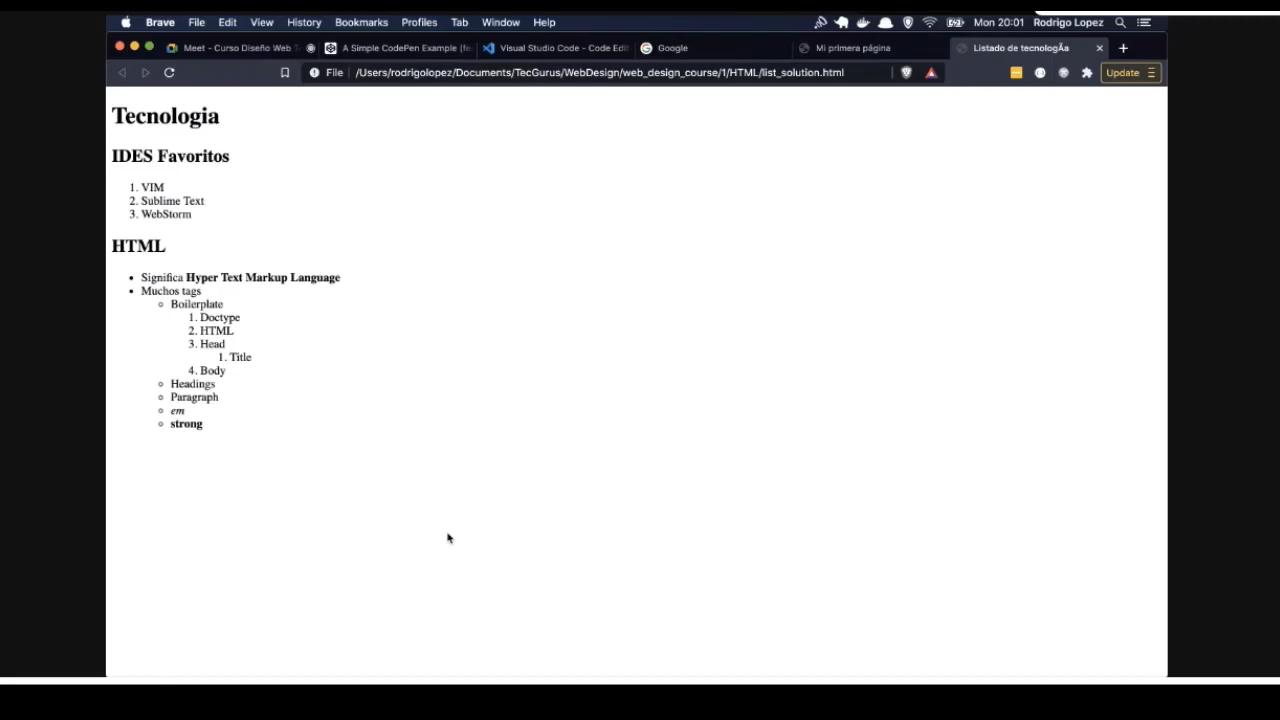 Brave File Edit View History Bookmarks Profiles Tab Window Help Mon 20:01 Rodrigo Lopez
Meet - Curso Diseño Web A Simple CodePen Example Visual Studio Code - Code Edit Google Mi primera página Listado de tecnologÃa
File /Users/rodrigolopez/Documents/TecGurus/WebDesign/web_design_course/1/HTML/list_solution.html Update
Tecnologia
IDES Favoritos
1. VIM
2. Sublime Text
3. WebStorm
HTML
• Significa Hyper Text Markup Language
• Muchos tags
◦ Boilerplate
1. Doctype
2. HTML
3. Head
1. Title
4. Body
◦ Headings
◦ Paragraph
◦ em
◦ strong